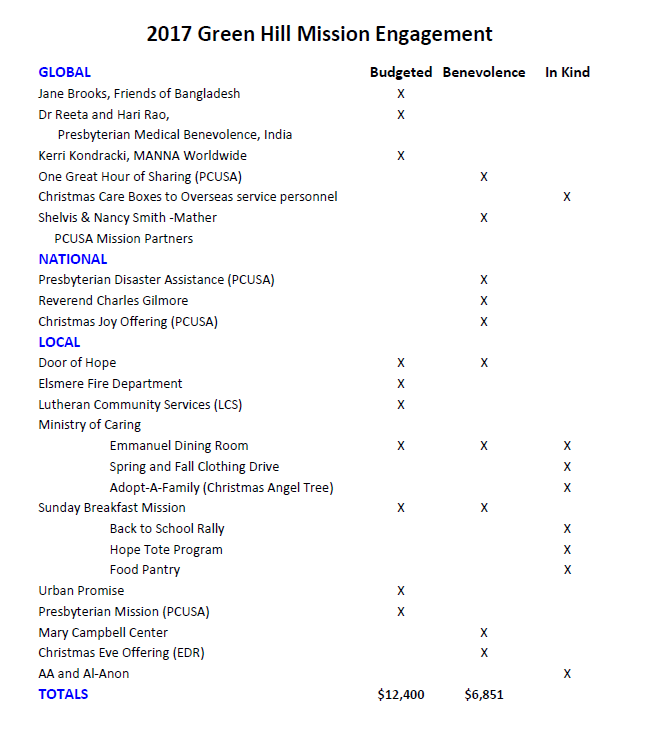 2017 Green Hill Mission Engagement
GLOBAL Budgeted Benevolence In Kind
Jane Brooks, Friends of Bangladesh X
Dr Reeta and Hari Rao, X
Presbyterian Medical Benevolence, India
Kerri Kondracki, MANNA Worldwide X
One Great Hour of Sharing (PCUSA) X
Christmas Care Boxes to Overseas service personnel X
Shelvis & Nancy Smith -Mather X
PCUSA Mission Partners
NATIONAL
Presbyterian Disaster Assistance (PCUSA) X
Reverend Charles Gilmore X
Christmas Joy Offering (PCUSA) X
LOCAL
Door of Hope X X
Elsmere Fire Department X
Lutheran Community Services (LCS) X
Ministry of Caring
Emmanuel Dining Room X X X
Spring and Fall Clothing Drive X
Adopt-A-Family (Christmas Angel Tree) X
Sunday Breakfast Mission X X
Back to School Rally X
Hope Tote Program X
Food Pantry X
Urban Promise X
Presbyterian Mission (PCUSA) X
Mary Campbell Center X
Christmas Eve Offering (EDR) X
AA and Al-Anon X
TOTALS $12,400 $6,851